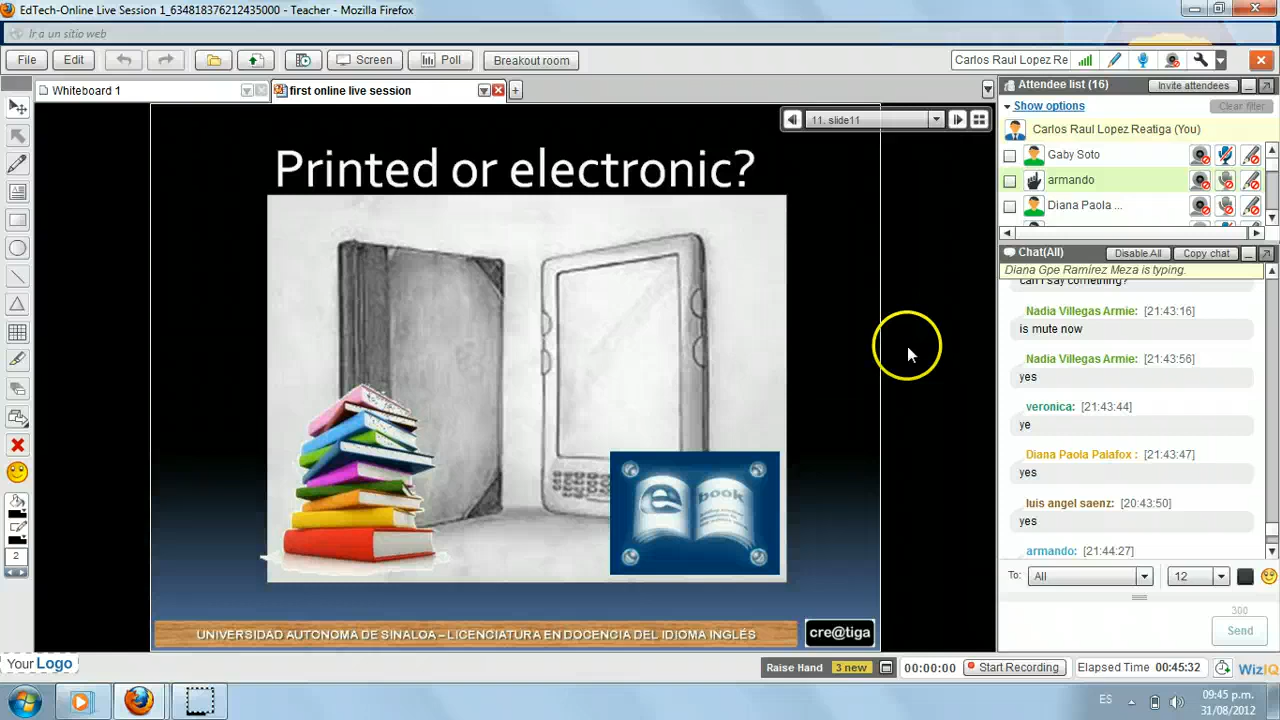 EdTech-Online Live Session 1_634818376212435000 - Teacher - Mozilla Firefox
Ir a un sitio web
File
Edit
Screen
Poll
Breakout room
Carlos Raul Lopez Re
Whiteboard 1
first online live session
Attendee list (16)
Invite attendees
Show options
Clear filter
11. slide11
Carlos Raul Lopez Reatiga (You)
Gaby Soto
armando
Diana Paola ...
Printed or electronic?
e book
UNIVERSIDAD AUTONOMA DE SINALOA – LICENCIATURA EN DOCENCIA DEL IDIOMA INGLÉS
cre@tiga
Chat(All)
Disable All
Copy chat
Diana Gpe Ramírez Meza is typing.
can i say something?
Nadia Villegas Armie: [21:43:16]
is mute now
Nadia Villegas Armie: [21:43:56]
yes
veronica: [21:43:44]
ye
Diana Paola Palafox : [21:43:47]
yes
luis angel saenz: [20:43:50]
yes
armando: [21:44:27]
To:
All
12
300
Send
2
Your Logo
Raise Hand
3 new
00:00:00
Start Recording
Elapsed Time 00:45:32
WizIQ
ES
09:45 p.m.
31/08/2012